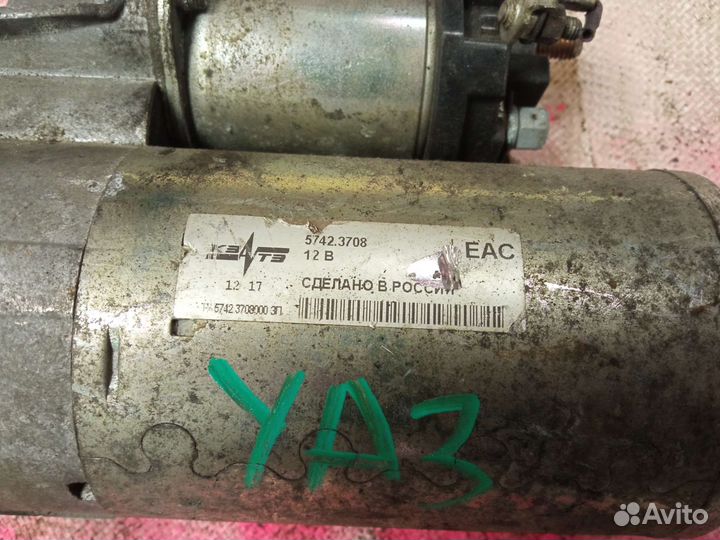 КЗАТЭ 5742.3708
12 В
EAC
12 17 СДЕЛАНО В РОССИИ
5742.3708000 ЗП
УАЗ
Avito